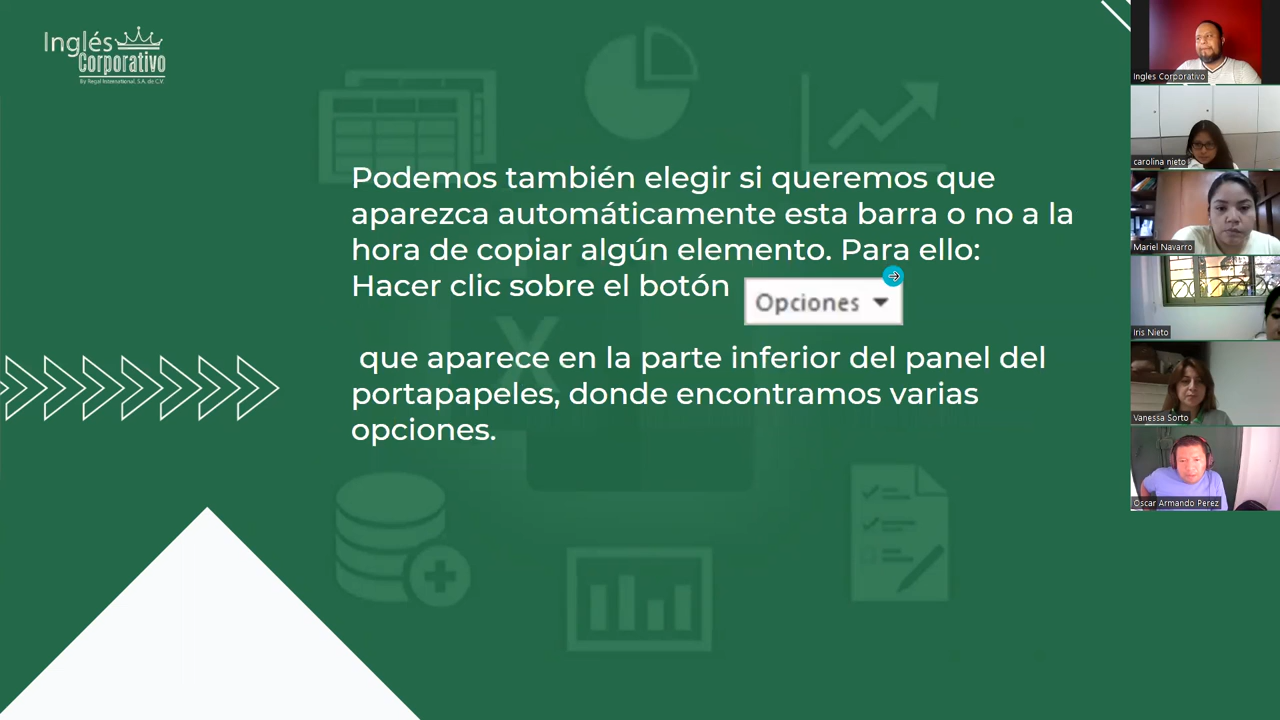 Inglés
Corporativo
By Regal International, S.A. de C.V.
Podemos también elegir si queremos que
aparezca automáticamente esta barra o no a la
hora de copiar algún elemento. Para ello:
Hacer clic sobre el botón
Opciones
que aparece en la parte inferior del panel del
portapapeles, donde encontramos varias
opciones.
Ingles Corporativo
carolina nieto
Mariel Navarro
Iris Nieto
Vanessa Sorto
Oscar Armando Perez